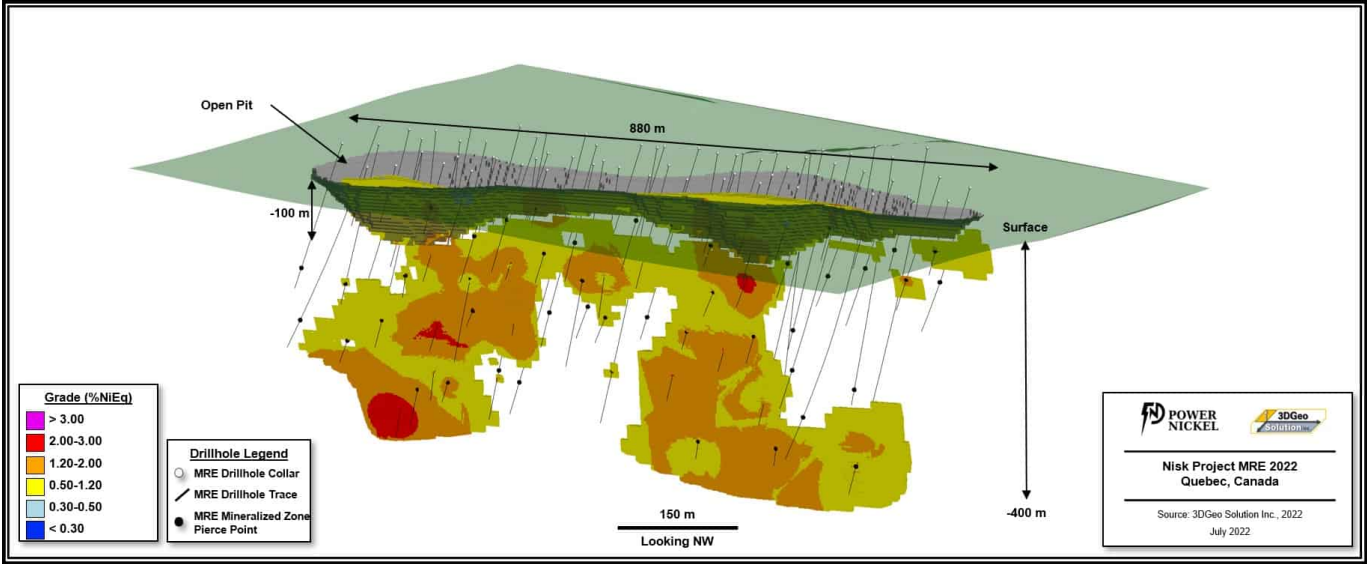 Open Pit
880 m
-100 m
Surface
-400 m
Grade (%NiEq)
> 3.00
2.00-3.00
1.20-2.00
0.50-1.20
0.30-0.50
< 0.30
Drillhole Legend
MRE Drillhole Collar
MRE Drillhole Trace
MRE Mineralized Zone
Pierce Point
150 m
Looking NW
POWER
NICKEL
3DGeo
Solution Inc.
Nisk Project MRE 2022
Quebec, Canada
Source: 3DGeo Solution Inc., 2022
July 2022